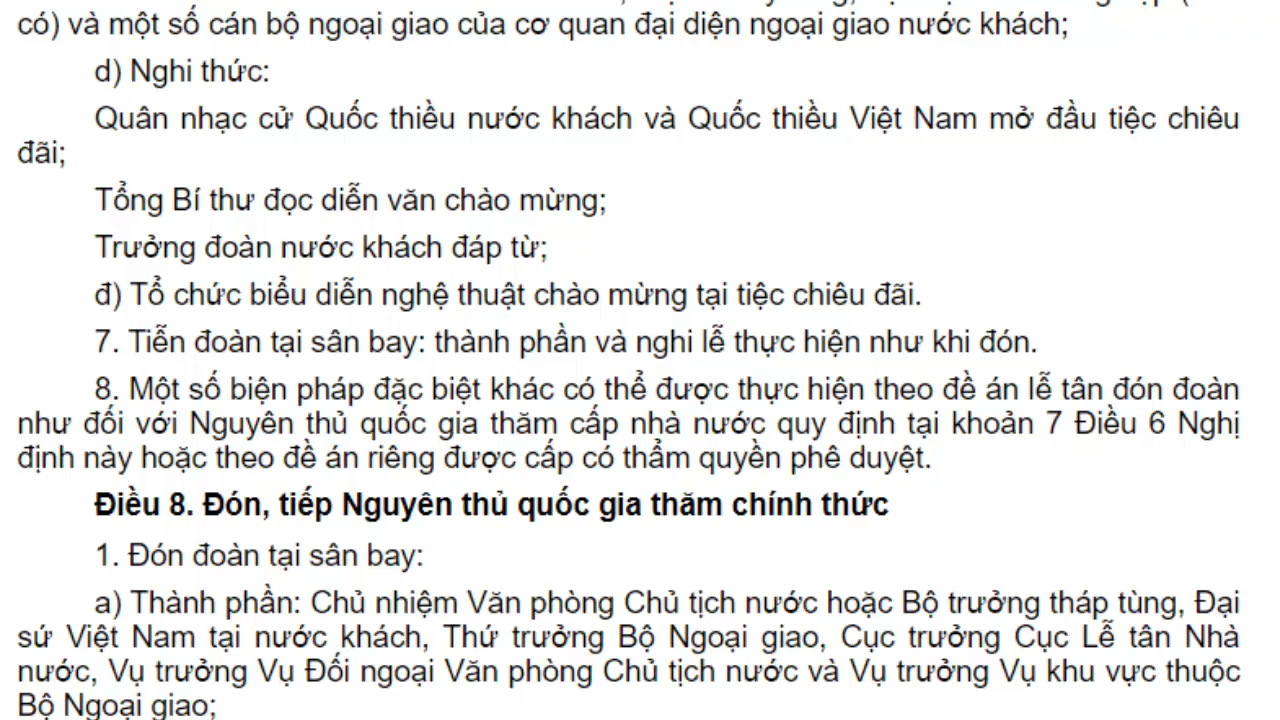 có) và một số cán bộ ngoại giao của cơ quan đại diện ngoại giao nước khách;
d) Nghi thức:
Quân nhạc cử Quốc thiều nước khách và Quốc thiều Việt Nam mở đầu tiệc chiêu
đãi;
Tổng Bí thư đọc diễn văn chào mừng;
Trưởng đoàn nước khách đáp từ;
đ) Tổ chức biểu diễn nghệ thuật chào mừng tại tiệc chiêu đãi.
7. Tiễn đoàn tại sân bay: thành phần và nghi lễ thực hiện như khi đón.
8. Một số biện pháp đặc biệt khác có thể được thực hiện theo đề án lễ tân đón đoàn
như đối với Nguyên thủ quốc gia thăm cấp nhà nước quy định tại khoản 7 Điều 6 Nghị
định này hoặc theo đề án riêng được cấp có thẩm quyền phê duyệt.
Điều 8. Đón, tiếp Nguyên thủ quốc gia thăm chính thức
1. Đón đoàn tại sân bay:
a) Thành phần: Chủ nhiệm Văn phòng Chủ tịch nước hoặc Bộ trưởng tháp tùng, Đại
sứ Việt Nam tại nước khách, Thứ trưởng Bộ Ngoại giao, Cục trưởng Cục Lễ tân Nhà
nước, Vụ trưởng Vụ Đối ngoại Văn phòng Chủ tịch nước và Vụ trưởng Vụ khu vực thuộc
Bộ Ngoại giao;